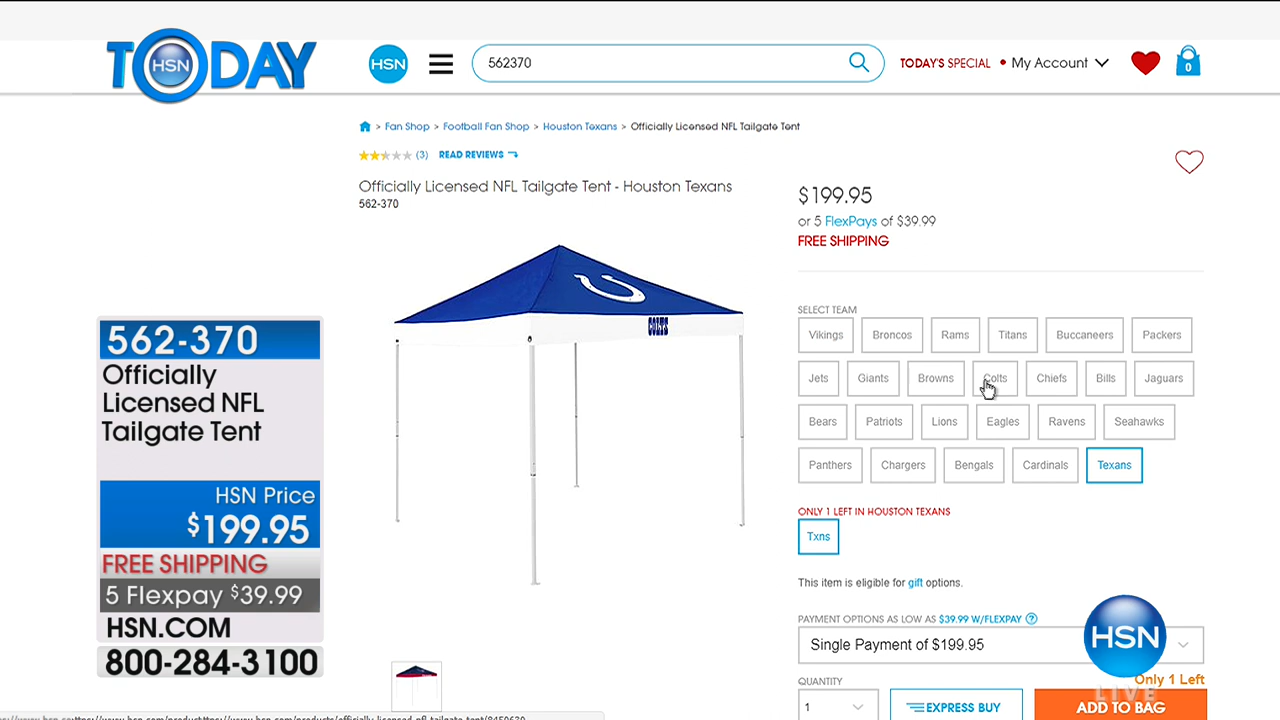 TODAY
HSN
HSN
562370
TODAY'S SPECIAL • My Account
0
> Fan Shop > Football Fan Shop > Houston Texans > Officially Licensed NFL Tailgate Tent
(3) READ REVIEWS
Officially Licensed NFL Tailgate Tent - Houston Texans
562-370
$199.95
or 5 FlexPays of $39.99
FREE SHIPPING
COLTS
SELECT TEAM
Vikings Broncos Rams Titans Buccaneers Packers
Jets Giants Browns Colts Chiefs Bills Jaguars
Bears Patriots Lions Eagles Ravens Seahawks
Panthers Chargers Bengals Cardinals Texans
ONLY 1 LEFT IN HOUSTON TEXANS
Txns
This item is eligible for gift options.
PAYMENT OPTIONS AS LOW AS $39.99 W/FLEXPAY ?
Single Payment of $199.95
QUANTITY
Only 1 Left
1
EXPRESS BUY
ADD TO BAG
HSN
LIVE
562-370
Officially
Licensed NFL
Tailgate Tent
HSN Price
$199.95
FREE SHIPPING
5 Flexpay $39.99
HSN.COM
800-284-3100